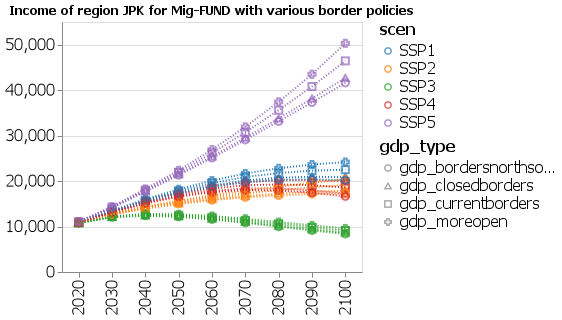 Income of region JPK for Mig-FUND with various border policies
50,000
40,000
30,000
20,000
10,000
0
2020
2030
2040
2050
2060
2070
2080
2090
2100
scen
SSP1
SSP2
SSP3
SSP4
SSP5
gdp_type
gdp_bordersnorthso...
gdp_closedborders
gdp_currentborders
gdp_moreopen